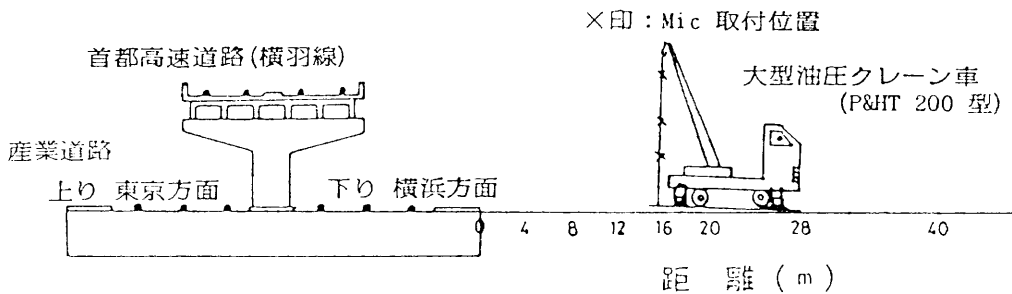 ×印：Mic 取付位置
首都高速道路(横羽線)
大型油圧クレーン車
(P&HT 200 型)
産業道路
上り 東京方面
下り 横浜方面
0 4 8 12 16 20 28 40
距 離 (m)